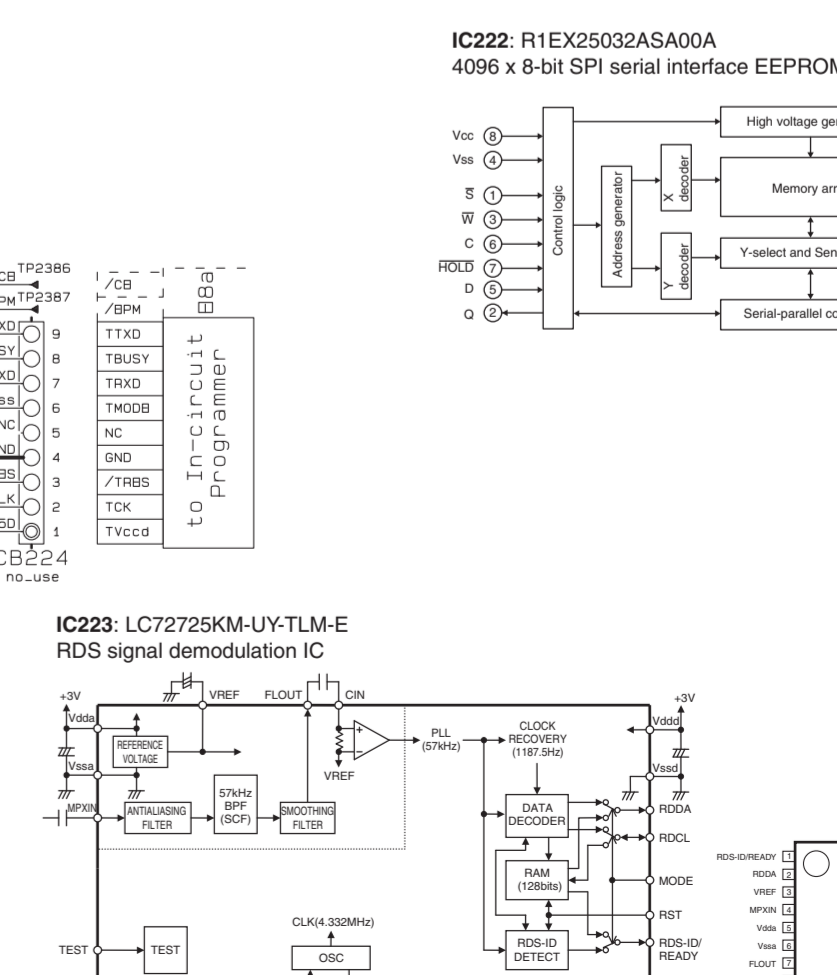 IC222: R1EX25032ASA00A
4096 x 8-bit SPI serial interface EEPROM
Vcc 8
Vss 4
S 1
W 3
C 6
HOLD 7
D 5
Q 2
Control logic
Address generator
X decoder
Y decoder
High voltage
Memory
Y-select and
Serial-parallel
TP2386
TP2387
9
8
7
6
5
4
3
2
1
CB224
no_use
/CB
/BPM
TTXD
TBUSY
TRXD
TMODB
NC
GND
/TRBS
TCK
TVccd
B8a
to In-circuit
Programmer
IC223: LC72725KM-UY-TLM-E
RDS signal demodulation IC
+3V
VREF
FLOUT
CIN
+3V
Vdda
REFERENCE
VOLTAGE
Vssa
MPXIN
ANTIALIASING
FILTER
57kHz
BPF
(SCF)
SMOOTHING
FILTER
+
−
VREF
PLL
(57kHz)
CLOCK
RECOVERY
(1187.5Hz)
Vddd
Vssd
DATA
DECODER
RDDA
RDCL
RAM
(128bits)
MODE
RST
RDS-ID
DETECT
RDS-ID/
READY
TEST
TEST
CLK(4.332MHz)
OSC
RDS-ID/READY 1
RDDA 2
VREF 3
MPXIN 4
Vdda 5
Vssa 6
FLOUT 7